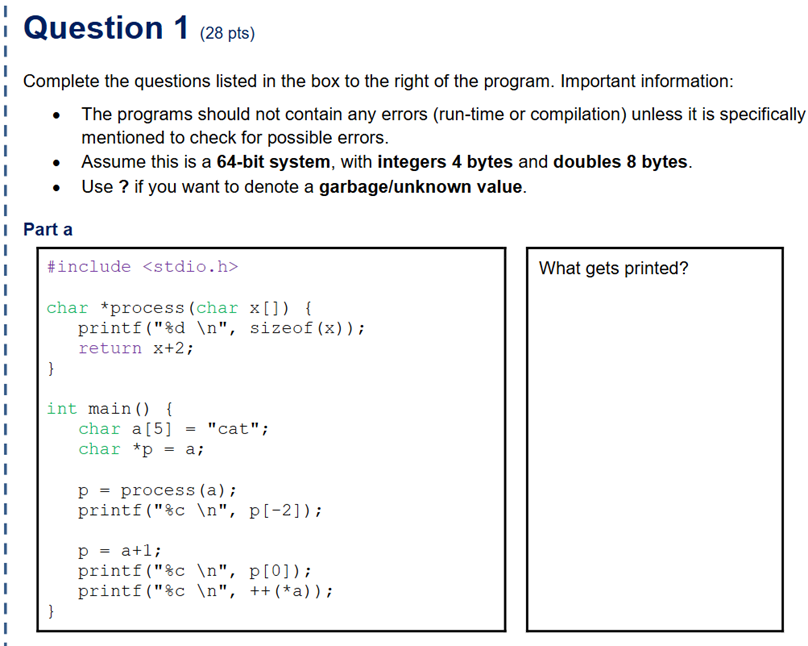 Question 1 (28 pts)
Complete the questions listed in the box to the right of the program. Important information:
• The programs should not contain any errors (run-time or compilation) unless it is specifically
mentioned to check for possible errors.
• Assume this is a 64-bit system, with integers 4 bytes and doubles 8 bytes.
• Use ? if you want to denote a garbage/unknown value.
Part a
#include <stdio.h>
char *process(char x[]) {
   printf("%d \n", sizeof(x));
   return x+2;
}
int main() {
   char a[5] = "cat";
   char *p = a;
   p = process(a);
   printf("%c \n", p[-2]);
   p = a+1;
   printf("%c \n", p[0]);
   printf("%c \n", ++(*a));
}
What gets printed?